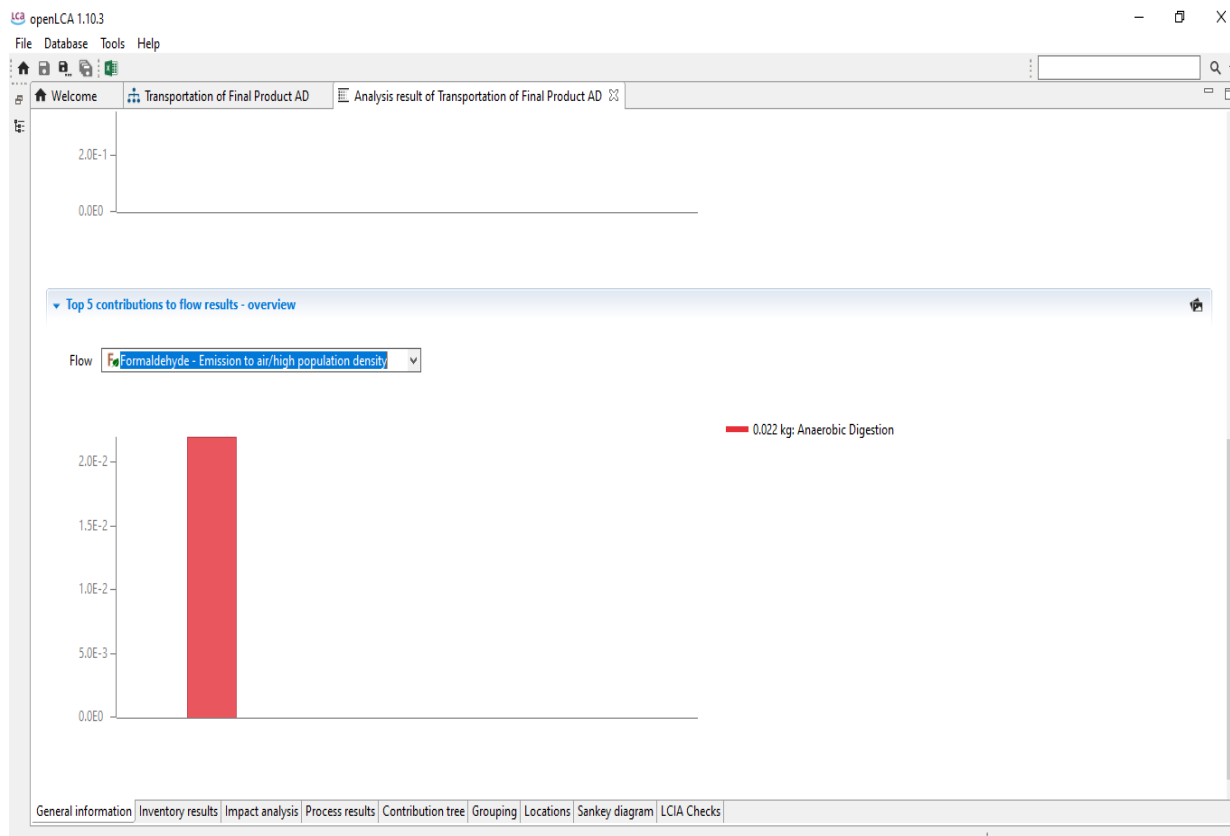 LCA openLCA 1.10.3
File Database Tools Help
Welcome Transportation of Final Product AD Analysis result of Transportation of Final Product AD
2.0E-1
0.0E0
Top 5 contributions to flow results - overview
Flow Formaldehyde - Emission to air/high population density
0.022 kg: Anaerobic Digestion
2.0E-2
1.5E-2
1.0E-2
5.0E-3
0.0E0
General information Inventory results Impact analysis Process results Contribution tree Grouping Locations Sankey diagram LCIA Checks